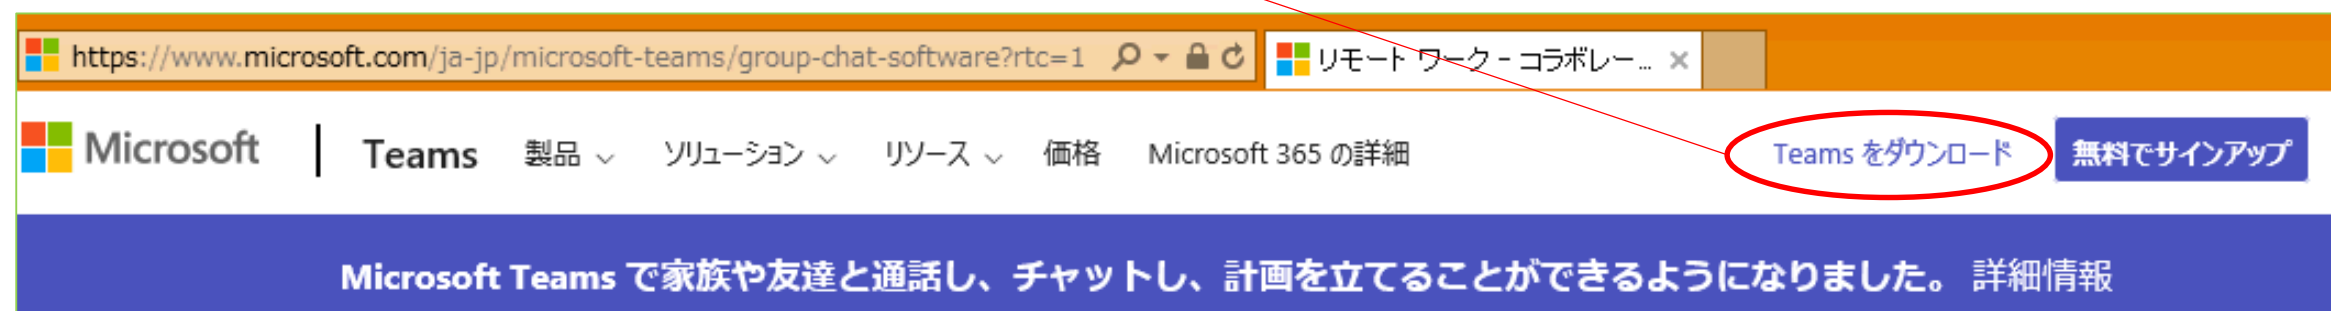 https://www.microsoft.com/ja-jp/microsoft-teams/group-chat-software?rtc=1 リモート ワーク - コラボレー...
Microsoft Teams 製品 ソリューション リソース 価格 Microsoft 365 の詳細 Teams をダウンロード 無料でサインアップ
Microsoft Teams で家族や友達と通話し、チャットし、計画を立てることができるようになりました。 詳細情報